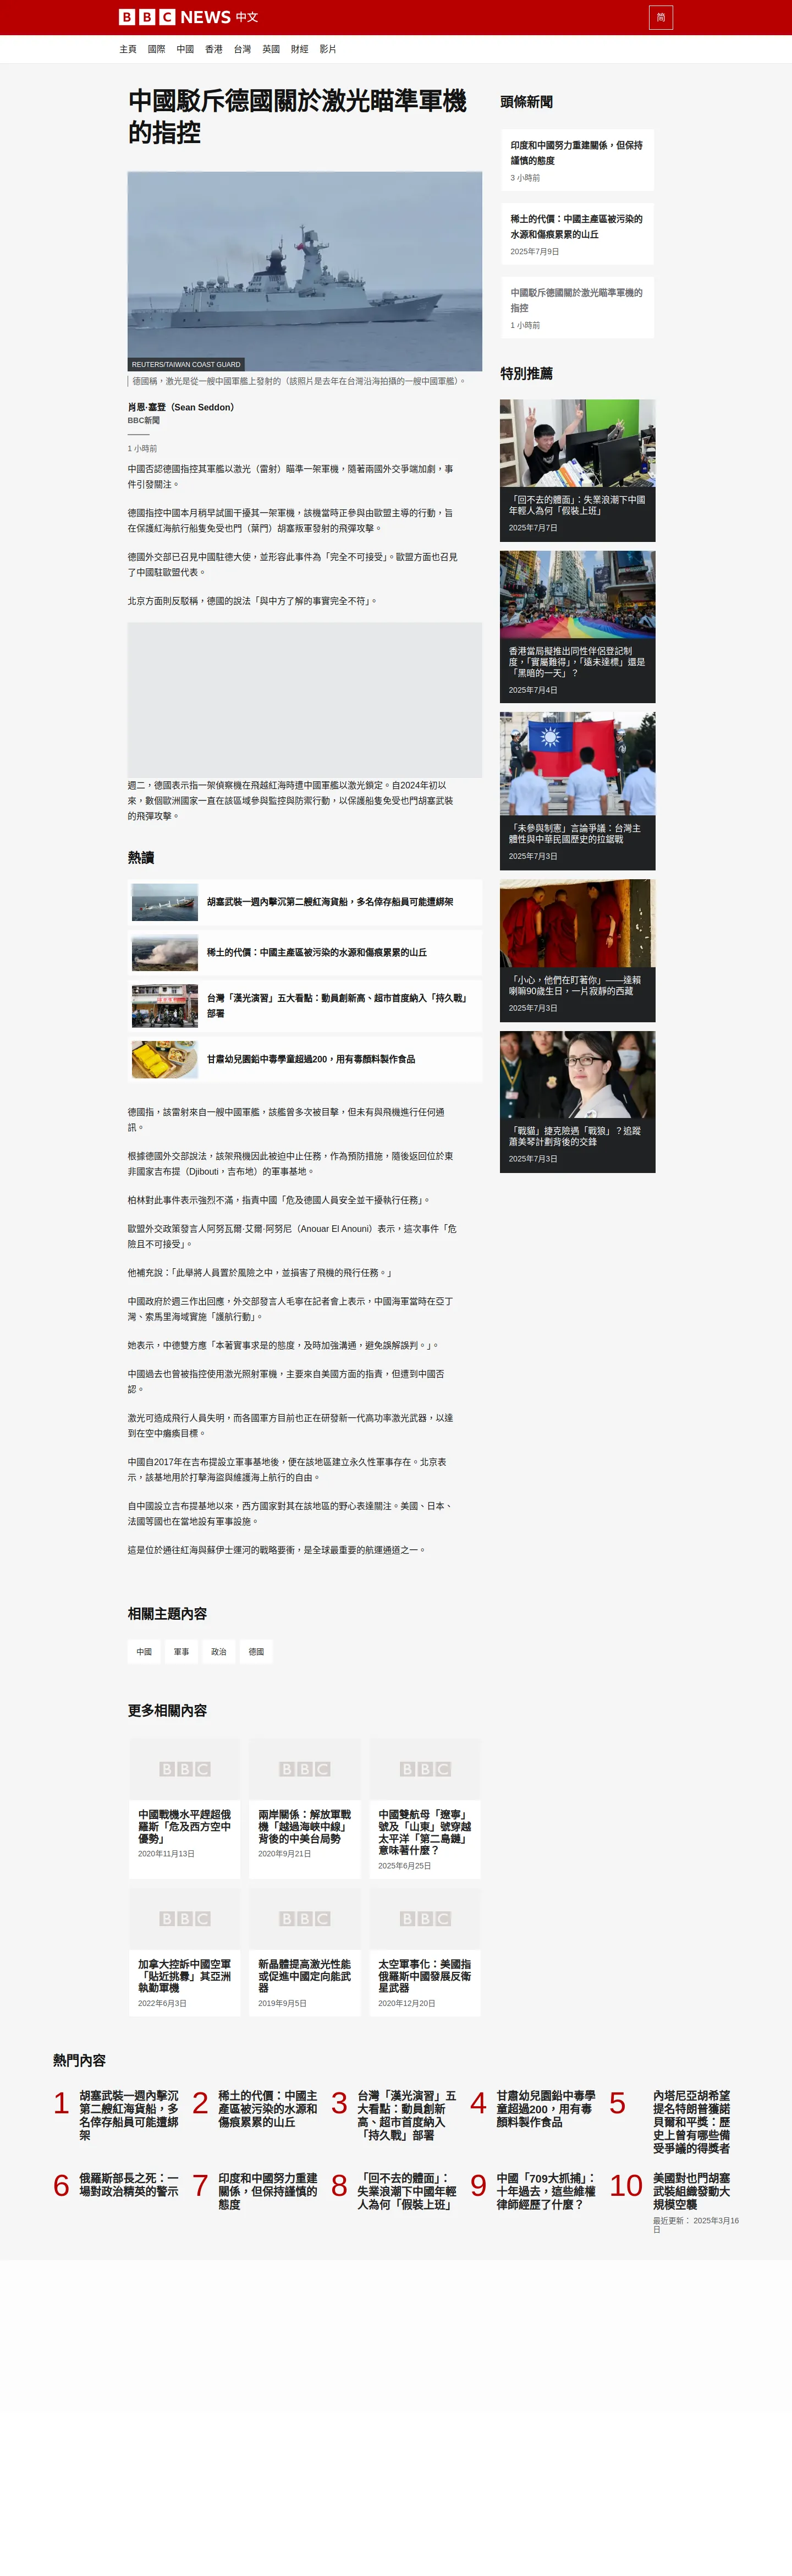 BBC NEWS 中文
简
主頁 國際 中國 香港 台灣 英國 財經 影片
中國駁斥德國關於激光瞄準軍機
的指控
REUTERS/TAIWAN COAST GUARD
德國稱，激光是從一艘中國軍艦上發射的（該照片是去年在台灣沿海拍攝的一艘中國軍艦）。
肖恩·塞登（Sean Seddon）
BBC新聞
1 小時前
中國否認德國指控其軍艦以激光（雷射）瞄準一架軍機，隨著兩國外交爭端加劇，事
件引發關注。
德國指控中國本月稍早試圖干擾其一架軍機，該機當時正參與由歐盟主導的行動，旨
在保護紅海航行船隻免受也門（葉門）胡塞叛軍發射的飛彈攻擊。
德國外交部已召見中國駐德大使，並形容此事件為「完全不可接受」。歐盟方面也召見
了中國駐歐盟代表。
北京方面則反駁稱，德國的說法「與中方了解的事實完全不符」。
週二，德國表示指一架偵察機在飛越紅海時遭中國軍艦以激光鎖定。自2024年初以
來，數個歐洲國家一直在該區域參與監控與防禦行動，以保護船隻免受也門胡塞武裝
的飛彈攻擊。
熱讀
胡塞武裝一週內擊沉第二艘紅海貨船，多名倖存船員可能遭綁架
稀土的代價：中國主產區被污染的水源和傷痕累累的山丘
台灣「漢光演習」五大看點：動員創新高、超市首度納入「持久戰」
部署
甘肅幼兒園鉛中毒學童超過200，用有毒顏料製作食品
德國指，該雷射來自一艘中國軍艦，該艦曾多次被目擊，但未有與飛機進行任何通
訊。
根據德國外交部說法，該架飛機因此被迫中止任務，作為預防措施，隨後返回位於東
非國家吉布提（Djibouti，吉布地）的軍事基地。
柏林對此事件表示強烈不滿，指責中國「危及德國人員安全並干擾執行任務」。
歐盟外交政策發言人阿努瓦爾·艾爾·阿努尼（Anouar El Anouni）表示，這次事件「危
險且不可接受」。
他補充說：「此舉將人員置於風險之中，並損害了飛機的飛行任務。」
中國政府於週三作出回應，外交部發言人毛寧在記者會上表示，中國海軍當時在亞丁
灣、索馬里海域實施「護航行動」。
她表示，中德雙方應「本著實事求是的態度，及時加強溝通，避免誤解誤判。」。
中國過去也曾被指控使用激光照射軍機，主要來自美國方面的指責，但遭到中國否
認。
激光可造成飛行人員失明，而各國軍方目前也正在研發新一代高功率激光武器，以達
到在空中癱瘓目標。
中國自2017年在吉布提設立軍事基地後，便在該地區建立永久性軍事存在。北京表
示，該基地用於打擊海盜與維護海上航行的自由。
自中國設立吉布提基地以來，西方國家對其在該地區的野心表達關注。美國、日本、
法國等國也在當地設有軍事設施。
這是位於通往紅海與蘇伊士運河的戰略要衝，是全球最重要的航運通道之一。
相關主題內容
中國 軍事 政治 德國
更多相關內容
中國戰機水平趕超俄
羅斯「危及西方空中
優勢」
2020年11月13日
兩岸關係：解放軍戰
機「越過海峽中線」
背後的中美台局勢
2020年9月21日
中國雙航母「遼寧」
號及「山東」號穿越
太平洋「第二島鏈」
意味著什麼？
2025年6月25日
加拿大控訴中國空軍
「貼近挑釁」其亞洲
執勤軍機
2022年6月3日
新晶體提高激光性能
或促進中國定向能武
器
2019年9月5日
太空軍事化：美國指
俄羅斯中國發展反衛
星武器
2020年12月20日
頭條新聞
印度和中國努力重建關係，但保持
謹慎的態度
3 小時前
稀土的代價：中國主產區被污染的
水源和傷痕累累的山丘
2025年7月9日
中國駁斥德國關於激光瞄準軍機的
指控
1 小時前
特別推薦
「回不去的體面」：失業浪潮下中國
年輕人為何「假裝上班」
2025年7月7日
香港當局擬推出同性伴侶登記制
度，「實屬難得」，「遠未達標」還是
「黑暗的一天」？
2025年7月4日
「未參與制憲」言論爭議：台灣主
體性與中華民國歷史的拉鋸戰
2025年7月3日
「小心，他們在盯著你」——達賴
喇嘛90歲生日，一片寂靜的西藏
2025年7月3日
「戰貓」捷克險遇「戰狼」？追蹤
蕭美琴計劃背後的交鋒
2025年7月3日
熱門內容
1
胡塞武裝一週內擊沉
第二艘紅海貨船，多
名倖存船員可能遭綁
架
2
稀土的代價：中國主
產區被污染的水源和
傷痕累累的山丘
3
台灣「漢光演習」五
大看點：動員創新
高、超市首度納入
「持久戰」部署
4
甘肅幼兒園鉛中毒學
童超過200，用有毒
顏料製作食品
5
內塔尼亞胡希望
提名特朗普獲諾
貝爾和平獎：歷
史上曾有哪些備
受爭議的得獎者
6
俄羅斯部長之死：一
場對政治精英的警示
7
印度和中國努力重建
關係，但保持謹慎的
態度
8
「回不去的體面」：
失業浪潮下中國年輕
人為何「假裝上班」
9
中國「709大抓捕」：
十年過去，這些維權
律師經歷了什麼？
10
美國對也門胡塞
武裝組織發動大
規模空襲
最近更新： 2025年3月16
日